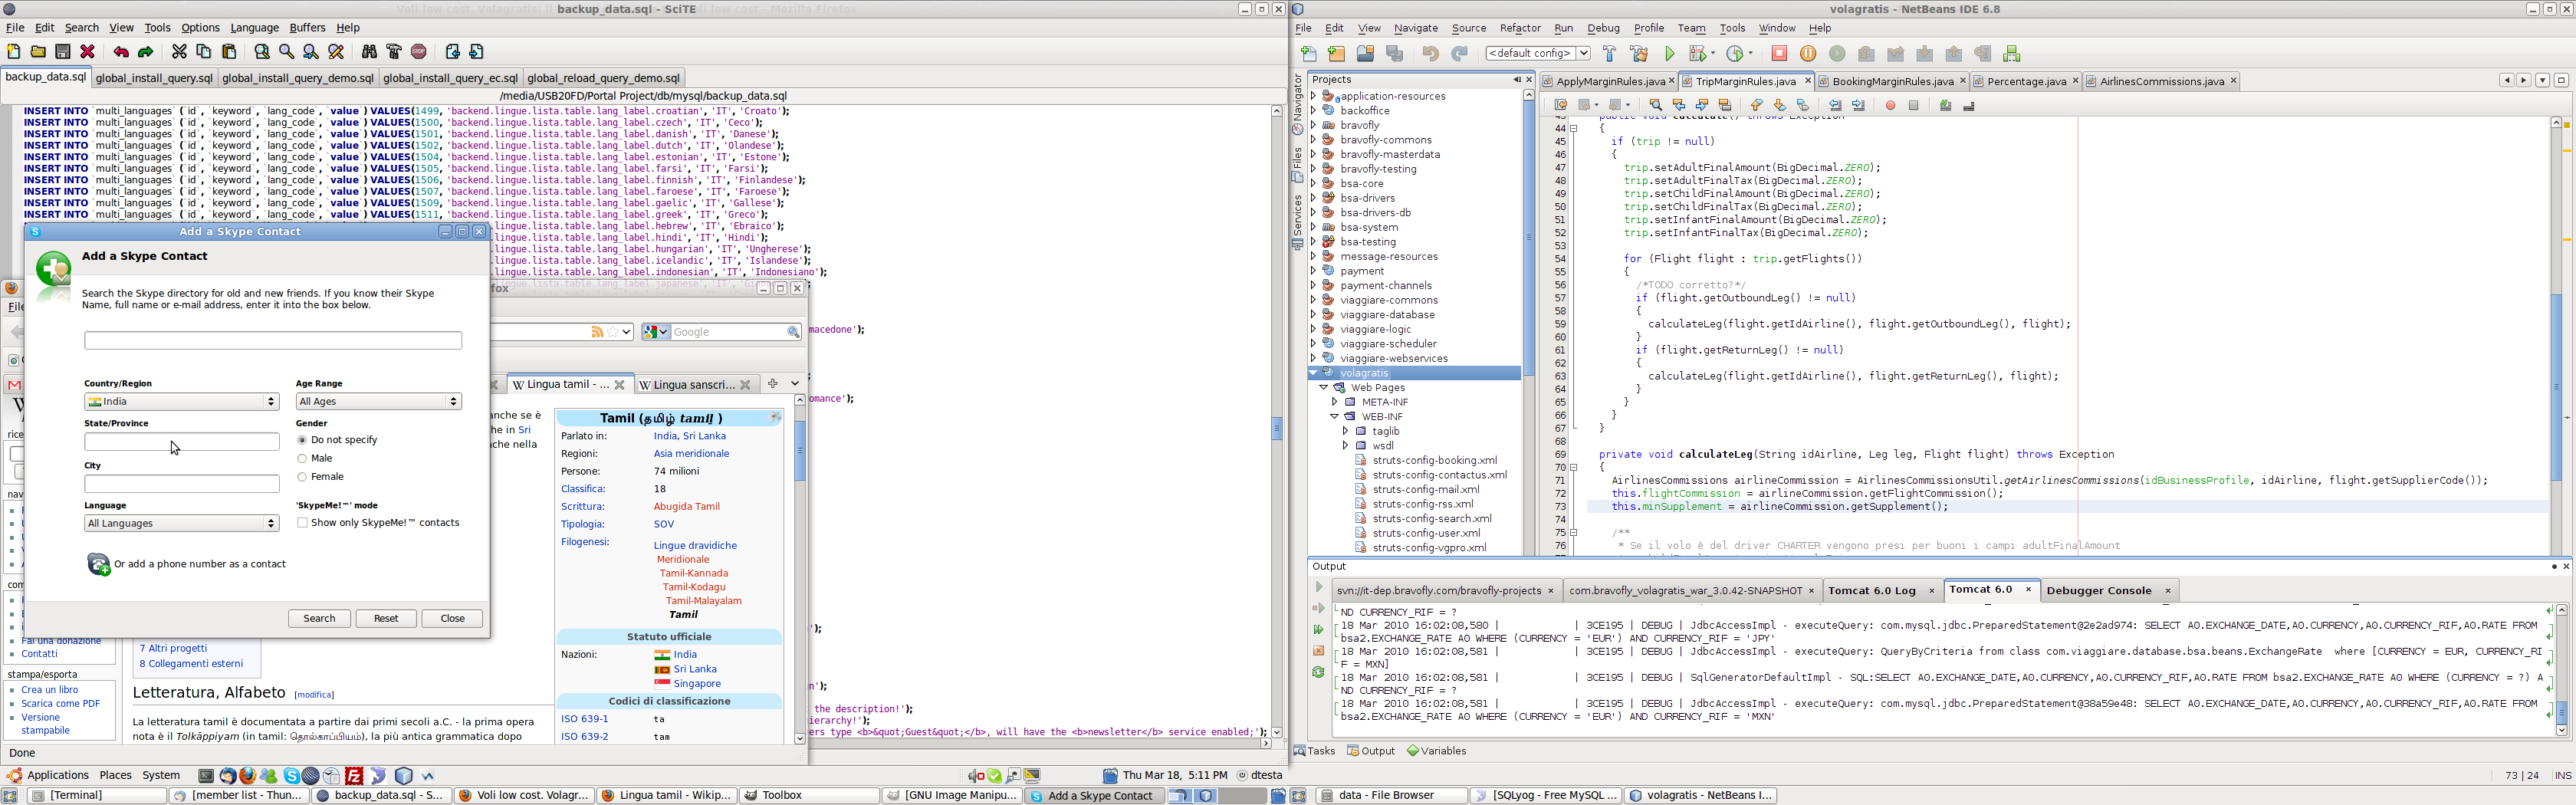 backup_data.sql - SciTE
File Edit Search View Tools Options Language Buffers Help
backup_data.sql global_install_query.sql global_install_query_demo.sql global_install_query_ec.sql global_reload_query_demo.sql
/media/USB20FD/Portal Project/db/mysql/backup_data.sql
INSERT INTO `multi_languages` (`id`, `keyword`, `lang_code`, `value`) VALUES(1499, 'backend.lingue.lista.table.lang_label.croatian', 'IT', 'Croato');
INSERT INTO `multi_languages` (`id`, `keyword`, `lang_code`, `value`) VALUES(1500, 'backend.lingue.lista.table.lang_label.czech', 'IT', 'Ceco');
INSERT INTO `multi_languages` (`id`, `keyword`, `lang_code`, `value`) VALUES(1501, 'backend.lingue.lista.table.lang_label.danish', 'IT', 'Danese');
INSERT INTO `multi_languages` (`id`, `keyword`, `lang_code`, `value`) VALUES(1502, 'backend.lingue.lista.table.lang_label.dutch', 'IT', 'Olandese');
INSERT INTO `multi_languages` (`id`, `keyword`, `lang_code`, `value`) VALUES(1504, 'backend.lingue.lista.table.lang_label.estonian', 'IT', 'Estone');
INSERT INTO `multi_languages` (`id`, `keyword`, `lang_code`, `value`) VALUES(1505, 'backend.lingue.lista.table.lang_label.farsi', 'IT', 'Farsi');
INSERT INTO `multi_languages` (`id`, `keyword`, `lang_code`, `value`) VALUES(1506, 'backend.lingue.lista.table.lang_label.finnish', 'IT', 'Finlandese');
INSERT INTO `multi_languages` (`id`, `keyword`, `lang_code`, `value`) VALUES(1507, 'backend.lingue.lista.table.lang_label.faroese', 'IT', 'Faroese');
INSERT INTO `multi_languages` (`id`, `keyword`, `lang_code`, `value`) VALUES(1509, 'backend.lingue.lista.table.lang_label.gaelic', 'IT', 'Gallese');
INSERT INTO `multi_languages` (`id`, `keyword`, `lang_code`, `value`) VALUES(1511, 'backend.lingue.lista.table.lang_label.greek', 'IT', 'Greco');
.lingue.lista.table.lang_label.hebrew', 'IT', 'Ebraico');
.lingue.lista.table.lang_label.hindi', 'IT', 'Hindi');
.lingue.lista.table.lang_label.hungarian', 'IT', 'Ungherese');
.lingue.lista.table.lang_label.icelandic', 'IT', 'Islandese');
.lingue.lista.table.lang_label.indonesian', 'IT', 'Indonesiano');
macedone');
omance');
the description!');
ierarchy!');
ers type <b>&quot;Guest&quot;</b>, will have the <b>newsletter</b> service enabled;');
Add a Skype Contact
Add a Skype Contact
Search the Skype directory for old and new friends. If you know their Skype
Name, full name or e-mail address, enter it into the box below.
Country/Region
India
Age Range
All Ages
State/Province
Gender
Do not specify
Male
Female
City
Language
All Languages
'SkypeMe!™' mode
Show only SkypeMe!™ contacts
Or add a phone number as a contact
Search Reset Close
Google
Lingua tamil - ... Lingua sanscri...
anche se è
he in Sri
che nella
Tamil (தமிழ் tamiḻ )
Parlato in: India, Sri Lanka
Regioni: Asia meridionale
Persone: 74 milioni
Classifica: 18
Scrittura: Abugida Tamil
Tipologia: SOV
Filogenesi: Lingue dravidiche
Meridionale
Tamil-Kannada
Tamil-Kodagu
Tamil-Malayalam
Tamil
Statuto ufficiale
Nazioni: India
Sri Lanka
Singapore
Codici di classificazione
ISO 639-1 ta
ISO 639-2 tam
Fai una donazione
Contatti
stampa/esporta
Crea un libro
Scarica come PDF
Versione
stampabile
7 Altri progetti
8 Collegamenti esterni
Letteratura, Alfabeto [modifica]
La letteratura tamil è documentata a partire dai primi secoli a.C. - la prima opera
nota è il Tolkāppiyam (in tamil: தொல்காப்பியம்), la più antica grammatica dopo
Done
Applications Places System
Thu Mar 18, 5:11 PM dtesta
[Terminal] [member list - Thun... backup_data.sql - S... Voli low cost. Volagr... Lingua tamil - Wikip... Toolbox [GNU Image Manipu... Add a Skype Contact
volagratis - NetBeans IDE 6.8
File Edit View Navigate Source Refactor Run Debug Profile Team Tools Window Help
<default config>
Navigator
Files
Services
Projects
application-resources
backoffice
bravofly
bravofly-commons
bravofly-masterdata
bravofly-testing
bsa-core
bsa-drivers
bsa-drivers-db
bsa-system
bsa-testing
message-resources
payment
payment-channels
viaggiare-commons
viaggiare-database
viaggiare-logic
viaggiare-scheduler
viaggiare-webservices
volagratis
Web Pages
META-INF
WEB-INF
taglib
wsdl
struts-config-booking.xml
struts-config-contactus.xml
struts-config-mail.xml
struts-config-rss.xml
struts-config-search.xml
struts-config-user.xml
struts-config-vgpro.xml
ApplyMarginRules.java TripMarginRules.java BookingMarginRules.java Percentage.java AirlinesCommissions.java
44 {
45 if (trip != null)
46 {
47 trip.setAdultFinalAmount(BigDecimal.ZERO);
48 trip.setAdultFinalTax(BigDecimal.ZERO);
49 trip.setChildFinalAmount(BigDecimal.ZERO);
50 trip.setChildFinalTax(BigDecimal.ZERO);
51 trip.setInfantFinalAmount(BigDecimal.ZERO);
52 trip.setInfantFinalTax(BigDecimal.ZERO);
53
54 for (Flight flight : trip.getFlights())
55 {
56 /*TODO corretto?*/
57 if (flight.getOutboundLeg() != null)
58 {
59 calculateLeg(flight.getIdAirline(), flight.getOutboundLeg(), flight);
60 }
61 if (flight.getReturnLeg() != null)
62 {
63 calculateLeg(flight.getIdAirline(), flight.getReturnLeg(), flight);
64 }
65 }
66 }
67 }
68
69 private void calculateLeg(String idAirline, Leg leg, Flight flight) throws Exception
70 {
71 AirlinesCommissions airlineCommission = AirlinesCommissionsUtil.getAirlinesCommissions(idBusinessProfile, idAirline, flight.getSupplierCode());
72 this.flightCommission = airlineCommission.getFlightCommission();
73 this.minSupplement = airlineCommission.getSupplement();
74
75 /**
76 * Se il volo è del driver CHARTER vengono presi per buoni i campi adultFinalAmount
Output
svn://it-dep.bravofly.com/bravofly-projects com.bravofly_volagratis_war_3.0.42-SNAPSHOT Tomcat 6.0 Log Tomcat 6.0 Debugger Console
ND CURRENCY_RIF = ?
18 Mar 2010 16:02:08,580 | | 3CE195 | DEBUG | JdbcAccessImpl - executeQuery: com.mysql.jdbc.PreparedStatement@2e2ad974: SELECT A0.EXCHANGE_DATE,A0.CURRENCY,A0.CURRENCY_RIF,A0.RATE FROM
bsa2.EXCHANGE_RATE A0 WHERE (CURRENCY = 'EUR') AND CURRENCY_RIF = 'JPY'
18 Mar 2010 16:02:08,581 | | 3CE195 | DEBUG | JdbcAccessImpl - executeQuery: QueryByCriteria from class com.viaggiare.database.bsa.beans.ExchangeRate where [CURRENCY = EUR, CURRENCY_RI
F = MXN]
18 Mar 2010 16:02:08,581 | | 3CE195 | DEBUG | SqlGeneratorDefaultImpl - SQL:SELECT A0.EXCHANGE_DATE,A0.CURRENCY,A0.CURRENCY_RIF,A0.RATE FROM bsa2.EXCHANGE_RATE A0 WHERE (CURRENCY = ?) A
ND CURRENCY_RIF = ?
18 Mar 2010 16:02:08,581 | | 3CE195 | DEBUG | JdbcAccessImpl - executeQuery: com.mysql.jdbc.PreparedStatement@38a59e48: SELECT A0.EXCHANGE_DATE,A0.CURRENCY,A0.CURRENCY_RIF,A0.RATE FROM
bsa2.EXCHANGE_RATE A0 WHERE (CURRENCY = 'EUR') AND CURRENCY_RIF = 'MXN'
Tasks Output Variables
73 | 24 INS
data - File Browser [SQLyog - Free MySQL ... volagratis - NetBeans I...